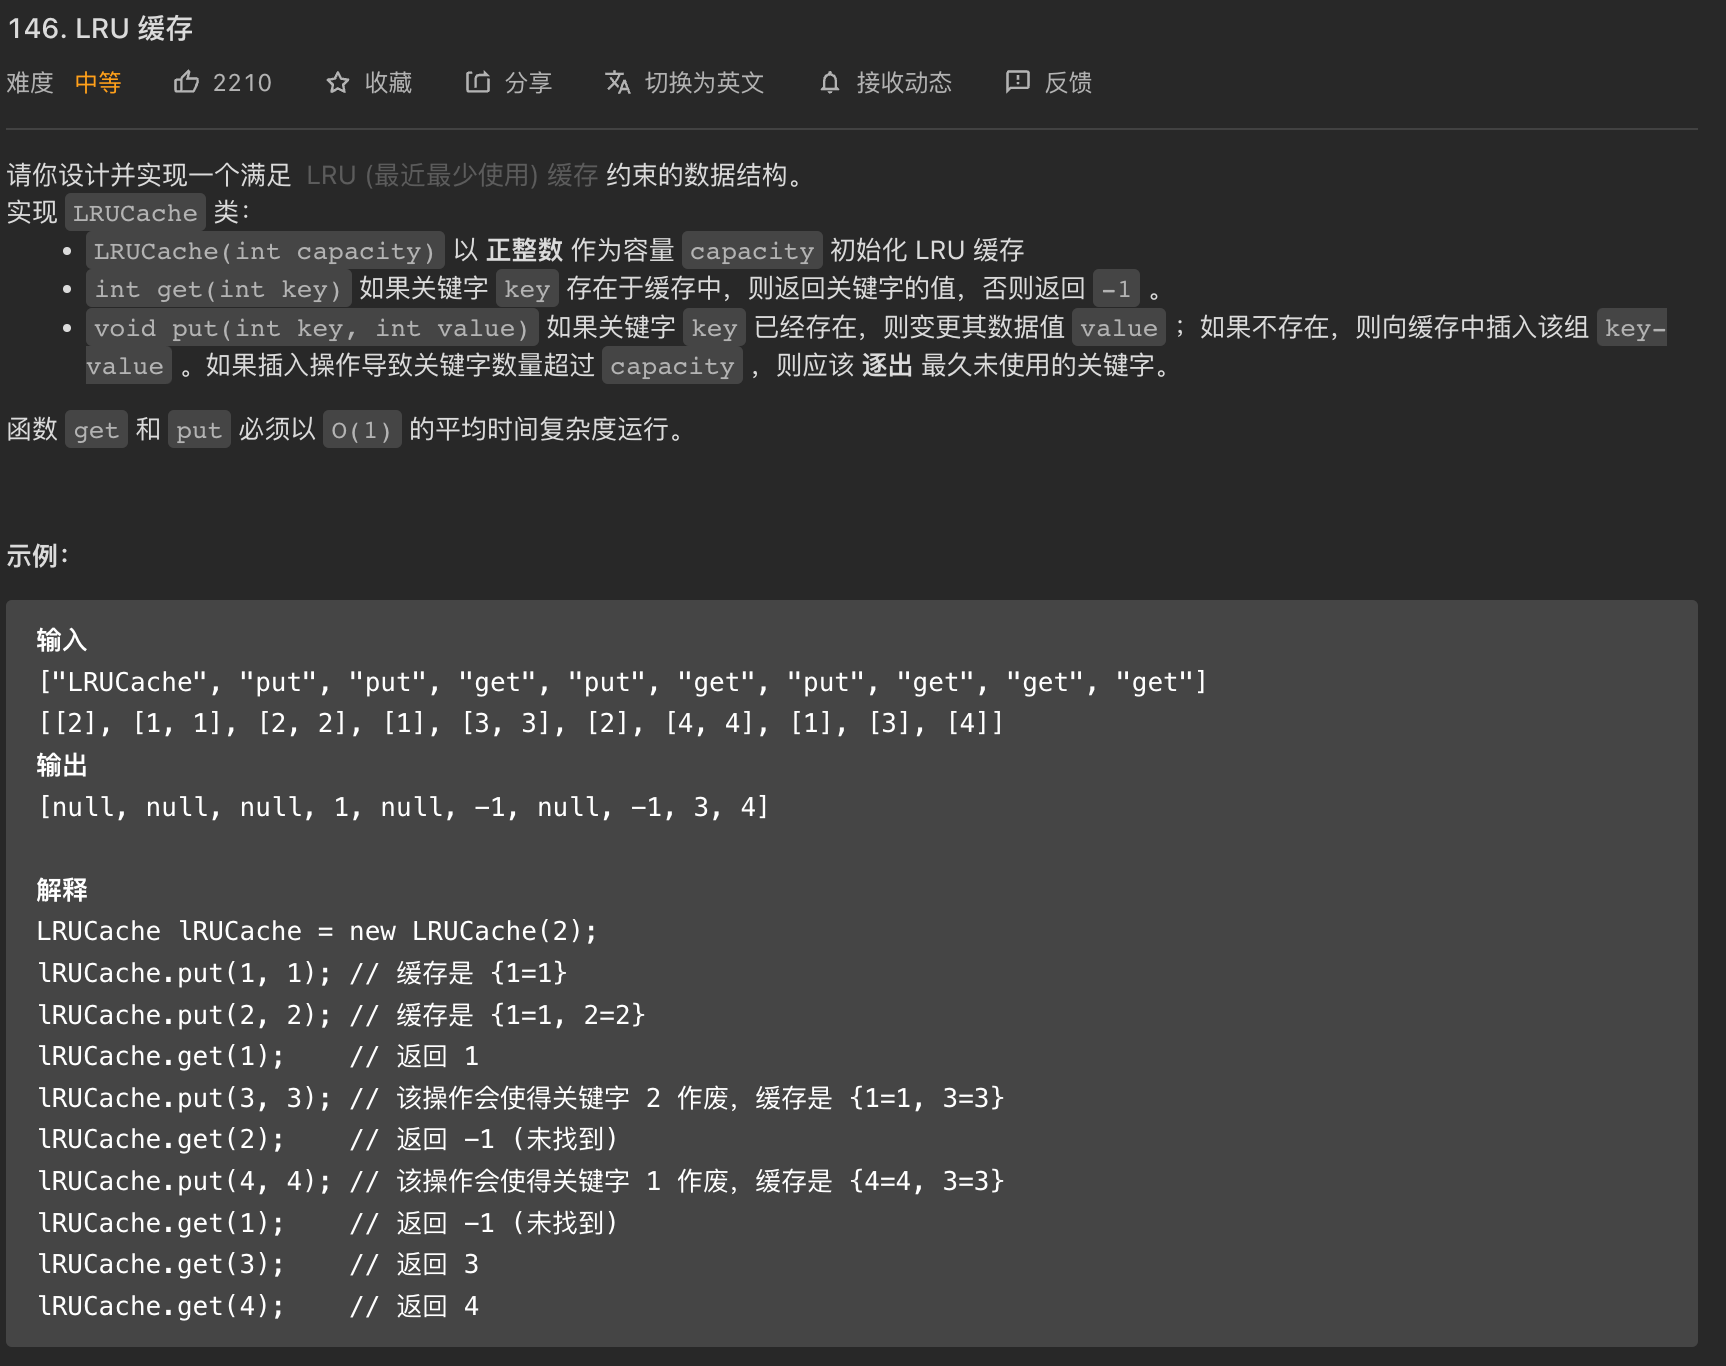 146. LRU 缓存
难度 中等 2210 收藏 分享 切换为英文 接收动态 反馈
请你设计并实现一个满足 LRU (最近最少使用) 缓存 约束的数据结构。
实现 LRUCache 类：
• LRUCache(int capacity) 以 正整数 作为容量 capacity 初始化 LRU 缓存
• int get(int key) 如果关键字 key 存在于缓存中，则返回关键字的值，否则返回 -1 。
• void put(int key, int value) 如果关键字 key 已经存在，则变更其数据值 value ；如果不存在，则向缓存中插入该组 key-
value 。如果插入操作导致关键字数量超过 capacity ，则应该 逐出 最久未使用的关键字。
函数 get 和 put 必须以 O(1) 的平均时间复杂度运行。
示例：
输入
["LRUCache", "put", "put", "get", "put", "get", "put", "get", "get", "get"]
[[2], [1, 1], [2, 2], [1], [3, 3], [2], [4, 4], [1], [3], [4]]
输出
[null, null, null, 1, null, -1, null, -1, 3, 4]
解释
LRUCache lRUCache = new LRUCache(2);
lRUCache.put(1, 1); // 缓存是 {1=1}
lRUCache.put(2, 2); // 缓存是 {1=1, 2=2}
lRUCache.get(1);    // 返回 1
lRUCache.put(3, 3); // 该操作会使得关键字 2 作废，缓存是 {1=1, 3=3}
lRUCache.get(2);    // 返回 -1 (未找到)
lRUCache.put(4, 4); // 该操作会使得关键字 1 作废，缓存是 {4=4, 3=3}
lRUCache.get(1);    // 返回 -1 (未找到)
lRUCache.get(3);    // 返回 3
lRUCache.get(4);    // 返回 4